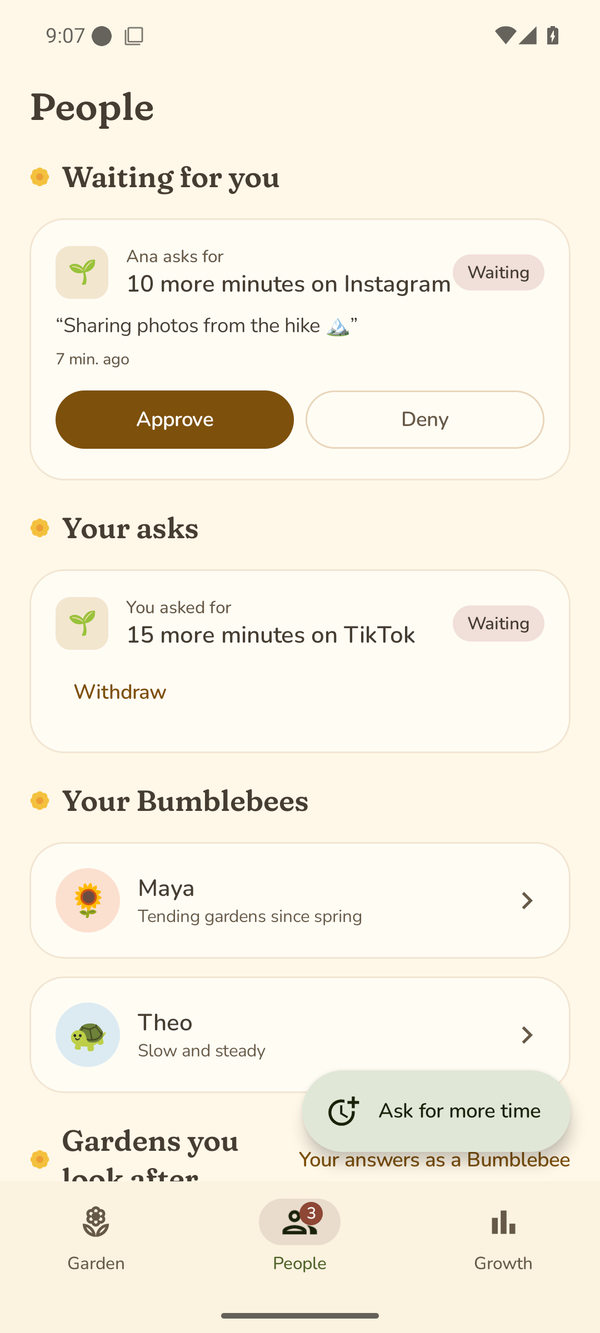 9:07
People
Waiting for you
Ana asks for
10 more minutes on Instagram
Waiting
“Sharing photos from the hike 🏔️”
7 min. ago
Approve
Deny
Your asks
You asked for
15 more minutes on TikTok
Waiting
Withdraw
Your Bumblebees
Maya
Tending gardens since spring
Theo
Slow and steady
Ask for more time
Gardens you
look after
Your answers as a Bumblebee
3
Garden
People
Growth